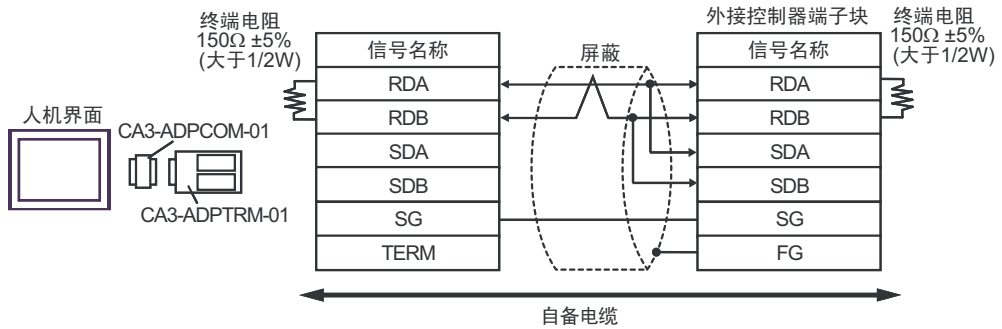 终端电阻
150Ω ±5%
(大于1/2W)
外接控制器端子块
终端电阻
150Ω ±5%
(大于1/2W)
信号名称
屏蔽
信号名称
RDA
RDA
人机界面
RDB
RDB
CA3-ADPCOM-01
SDA
SDA
SDB
SDB
CA3-ADPTRM-01
SG
SG
TERM
FG
自备电缆